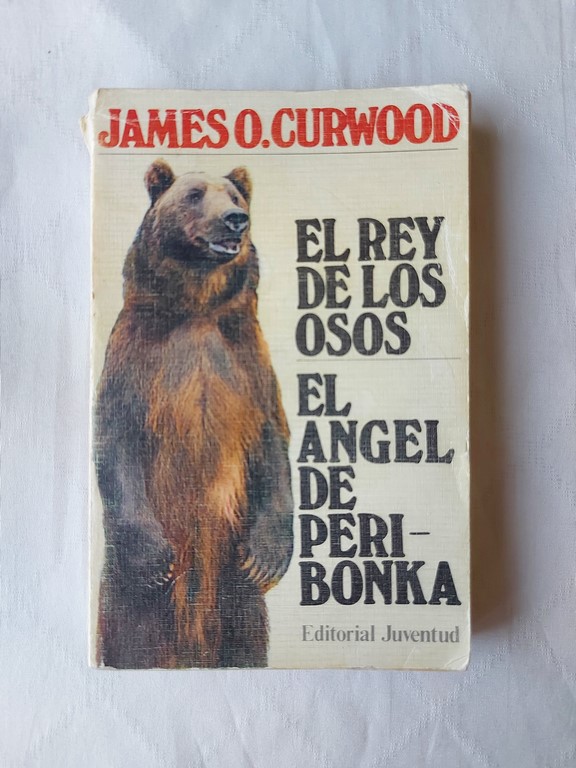 JAMES O. CURWOOD
EL REY
DE LOS
OSOS
EL
ANGEL
DE
PERI-
BONKA
Editorial Juventud